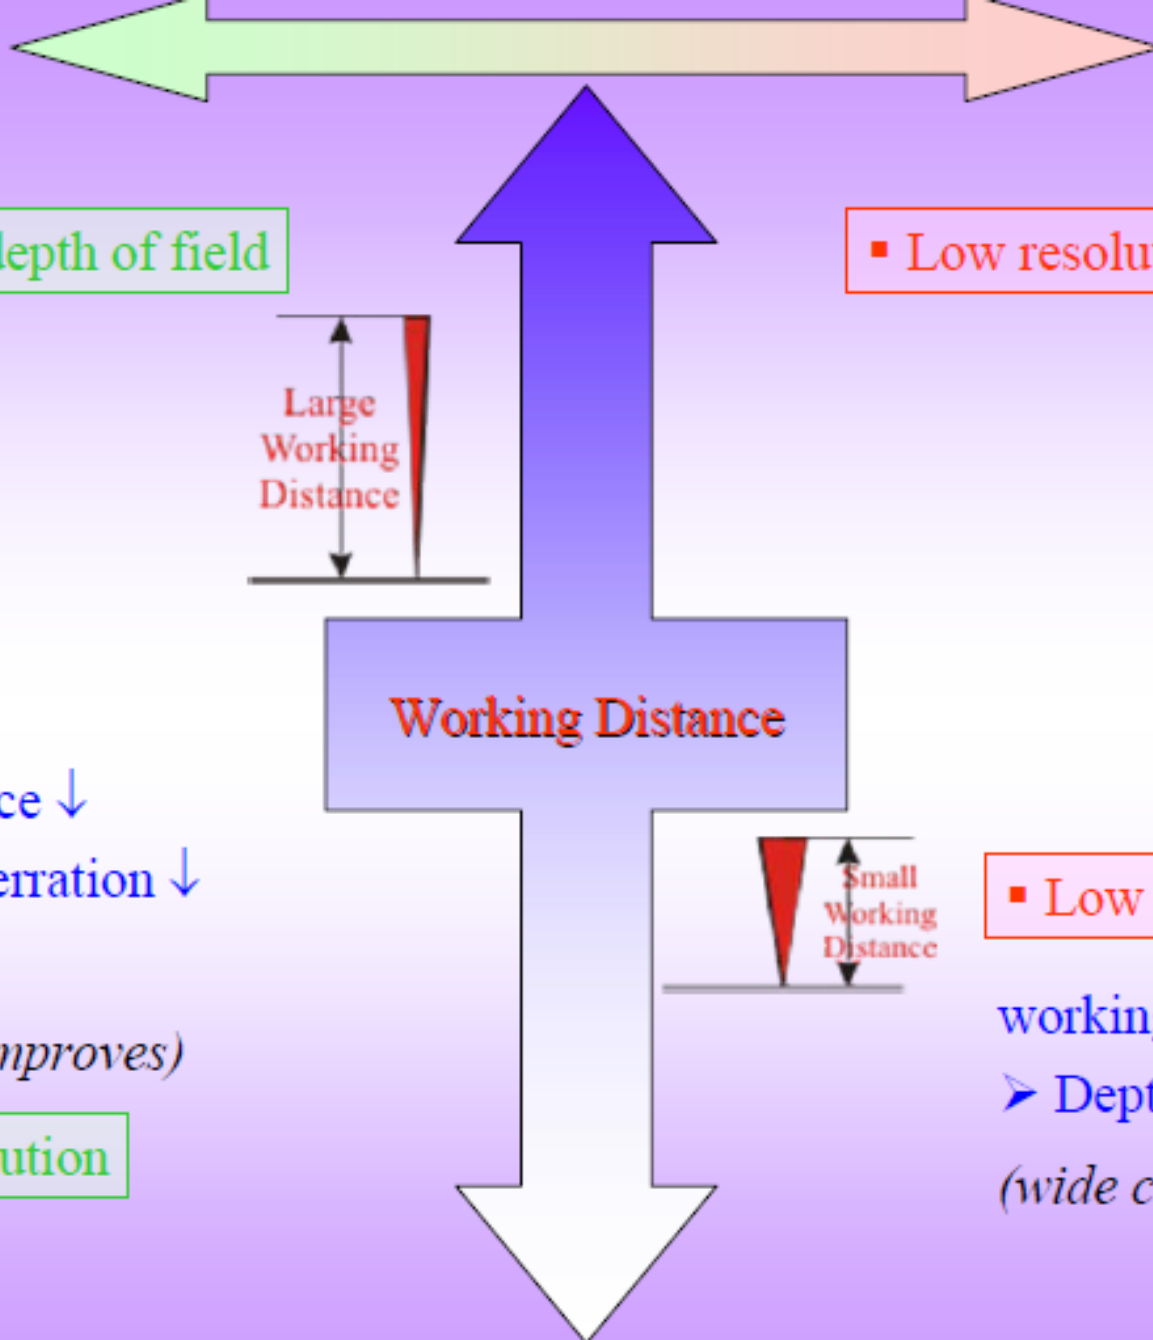 depth of field
▪ Low resolu
Large
Working
Distance
Working Distance
ce ↓
erration ↓
Small
Working
Distance
▪ Low
workin
mproves)
➢ Dept
ution
(wide c